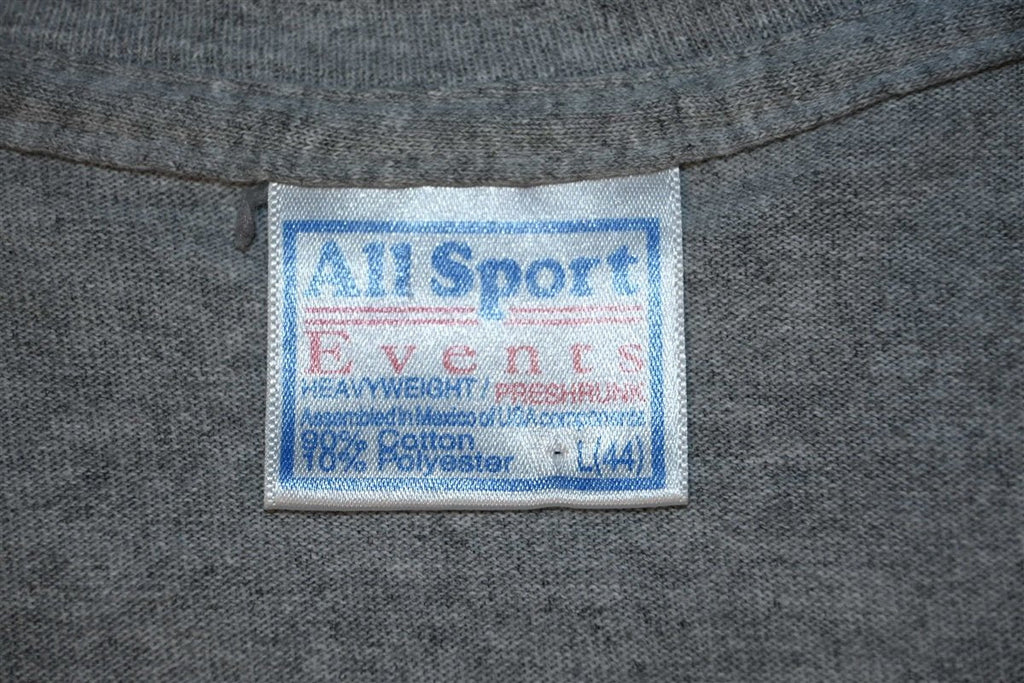 All Sport
Events
HEAVYWEIGHT / PRESHRUNK
Assembled in Mexico of USA components
90% Cotton
10% Polyester L(44)